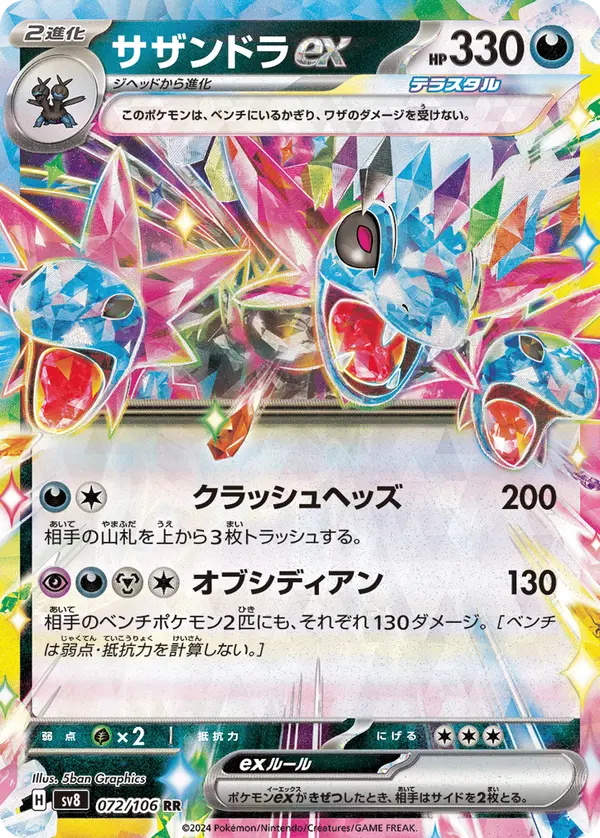 2進化
サザンドラex
HP330
ジヘッドから進化
テラスタル
このポケモンは、ベンチにいるかぎり、ワザのダメージを受けない。
クラッシュヘッズ 200
相手の山札を上から3枚トラッシュする。
オブシディアン 130
相手のベンチポケモン2匹にも、それぞれ130ダメージ。[ベンチ
は弱点・抵抗力を計算しない。]
弱点 ×2 抵抗力 にげる
exルール
ポケモンexがきぜつしたとき、相手はサイドを2枚とる。
Illus. 5ban Graphics
H sv8 072/106 RR
©2024 Pokémon/Nintendo/Creatures/GAME FREAK.